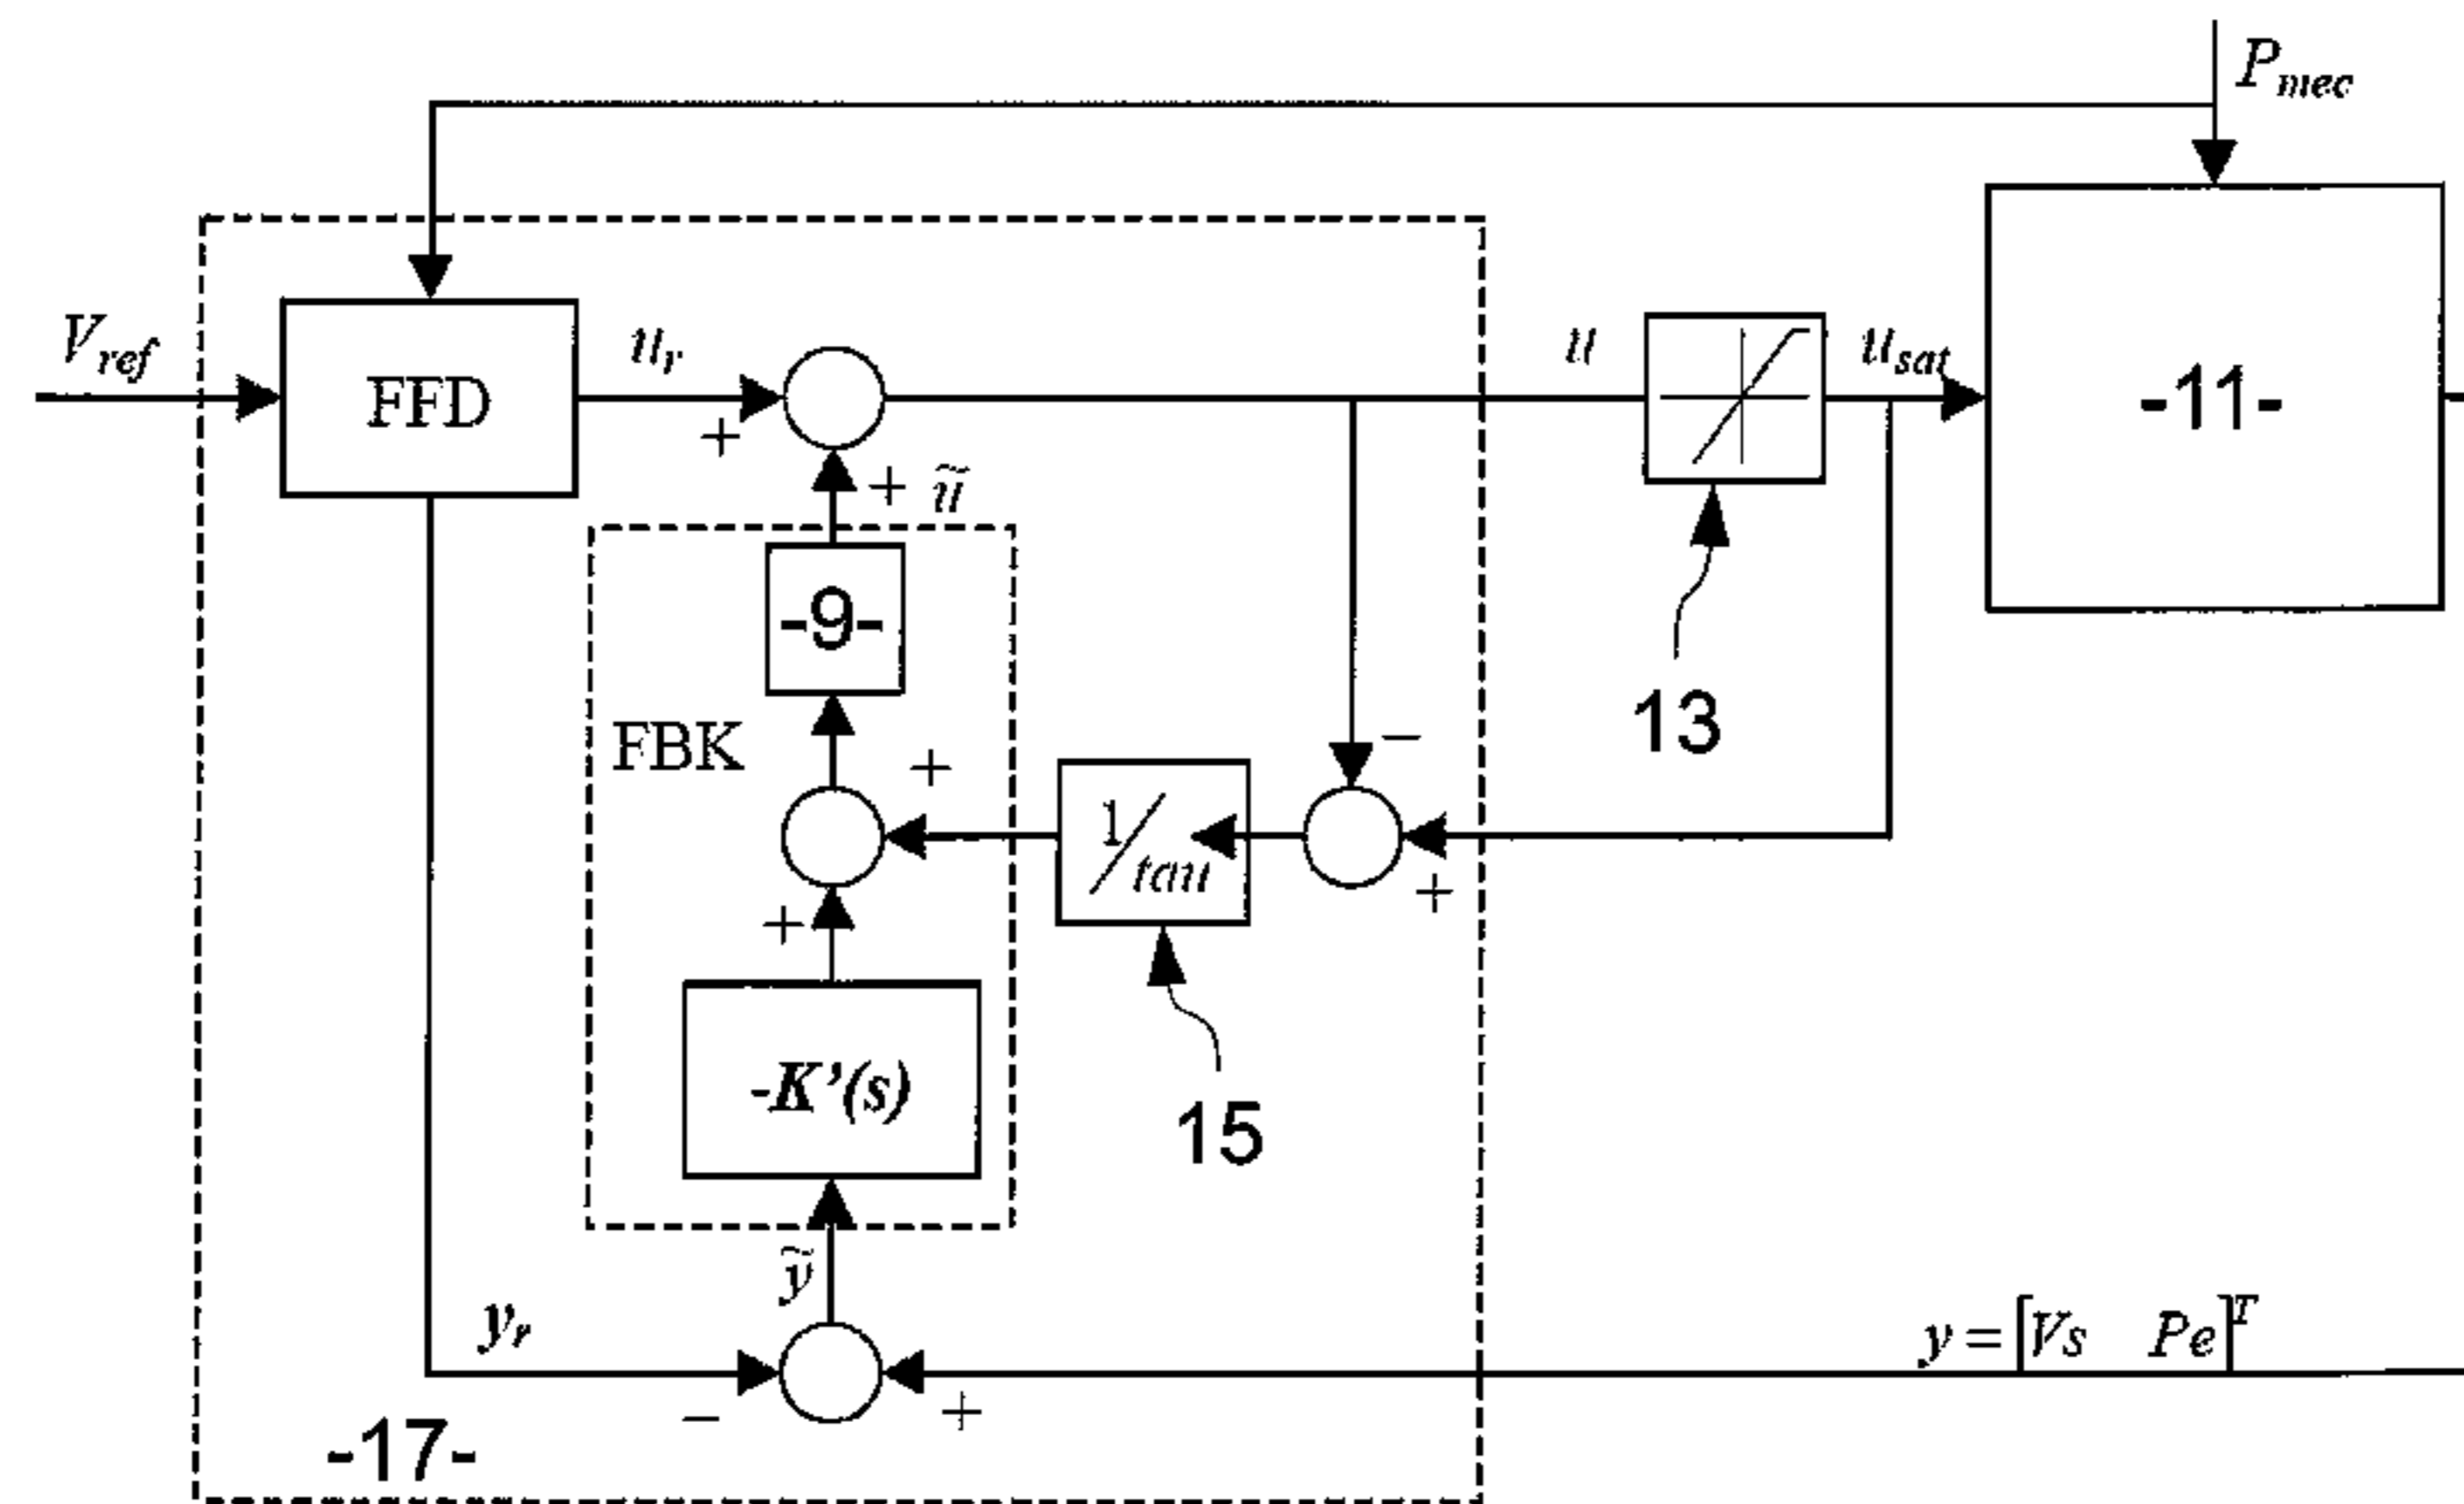 P_mec
V_ref
FFD
u_r
+
u
u_sat
-11-
+ ũ
-9-
FBK
+
1/tau
−
13
+
+
-K'(s)
15
ỹ
y_r
y = [Vs Pe]^T
−
+
-17-